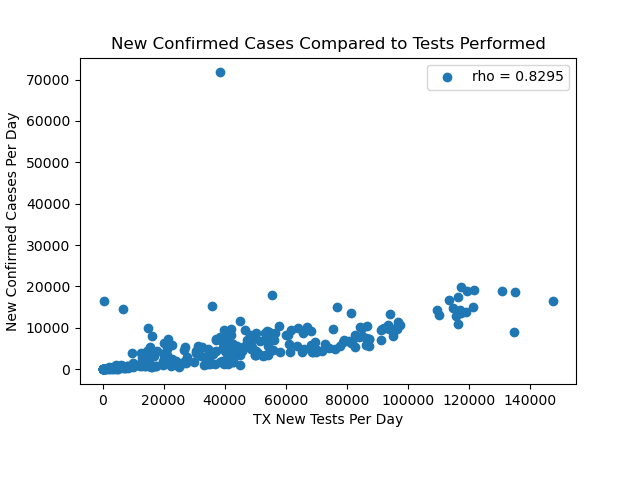 New Confirmed Cases Compared to Tests Performed
rho = 0.8295
New Confirmed Caeses Per Day
70000
60000
50000
40000
30000
20000
10000
0
0 20000 40000 60000 80000 100000 120000 140000
TX New Tests Per Day